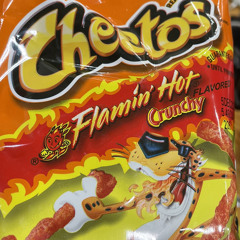 Cheetos
Flamin' Hot
Crunchy
FLAVORED
®